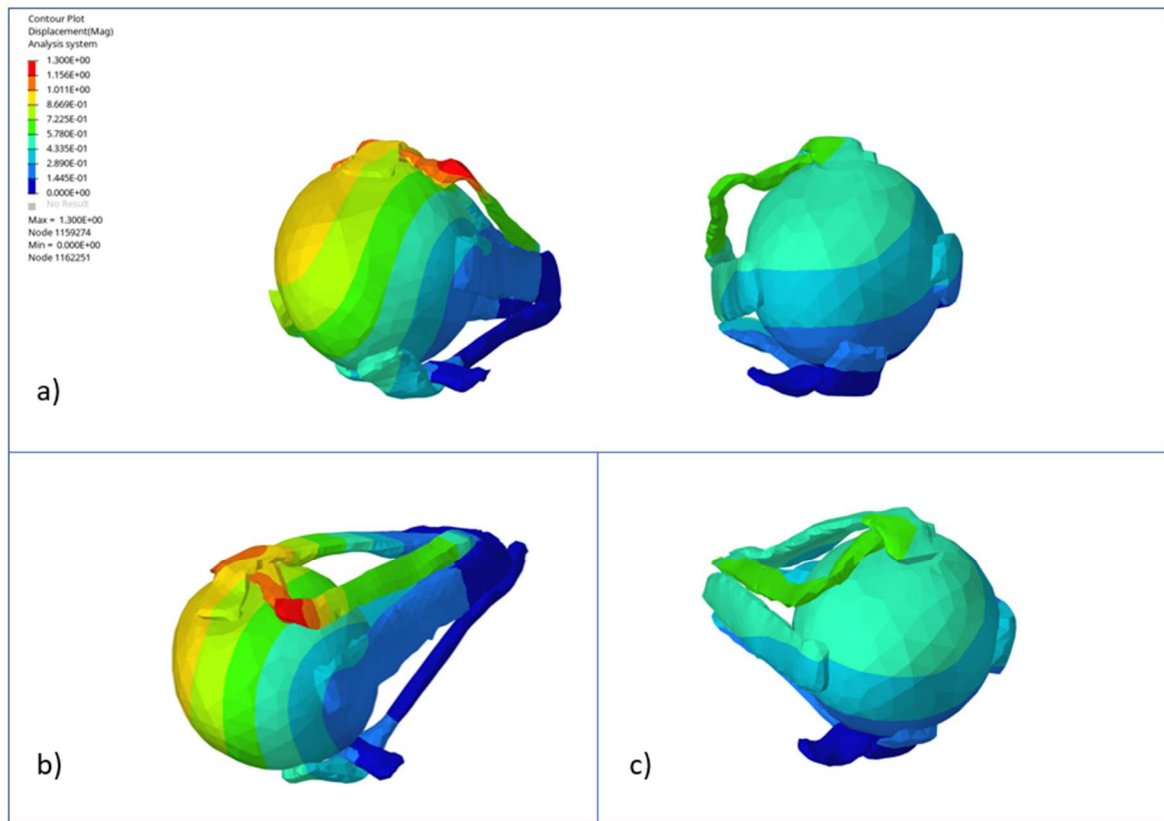 Contour Plot
Displacement(Mag)
Analysis system
1.300E+00
1.156E+00
1.011E+00
8.669E-01
7.225E-01
5.780E-01
4.335E-01
2.890E-01
1.445E-01
0.000E+00
No Result
Max = 1.300E+00
Node 1159274
Min = 0.000E+00
Node 1162251
a)
b)
c)